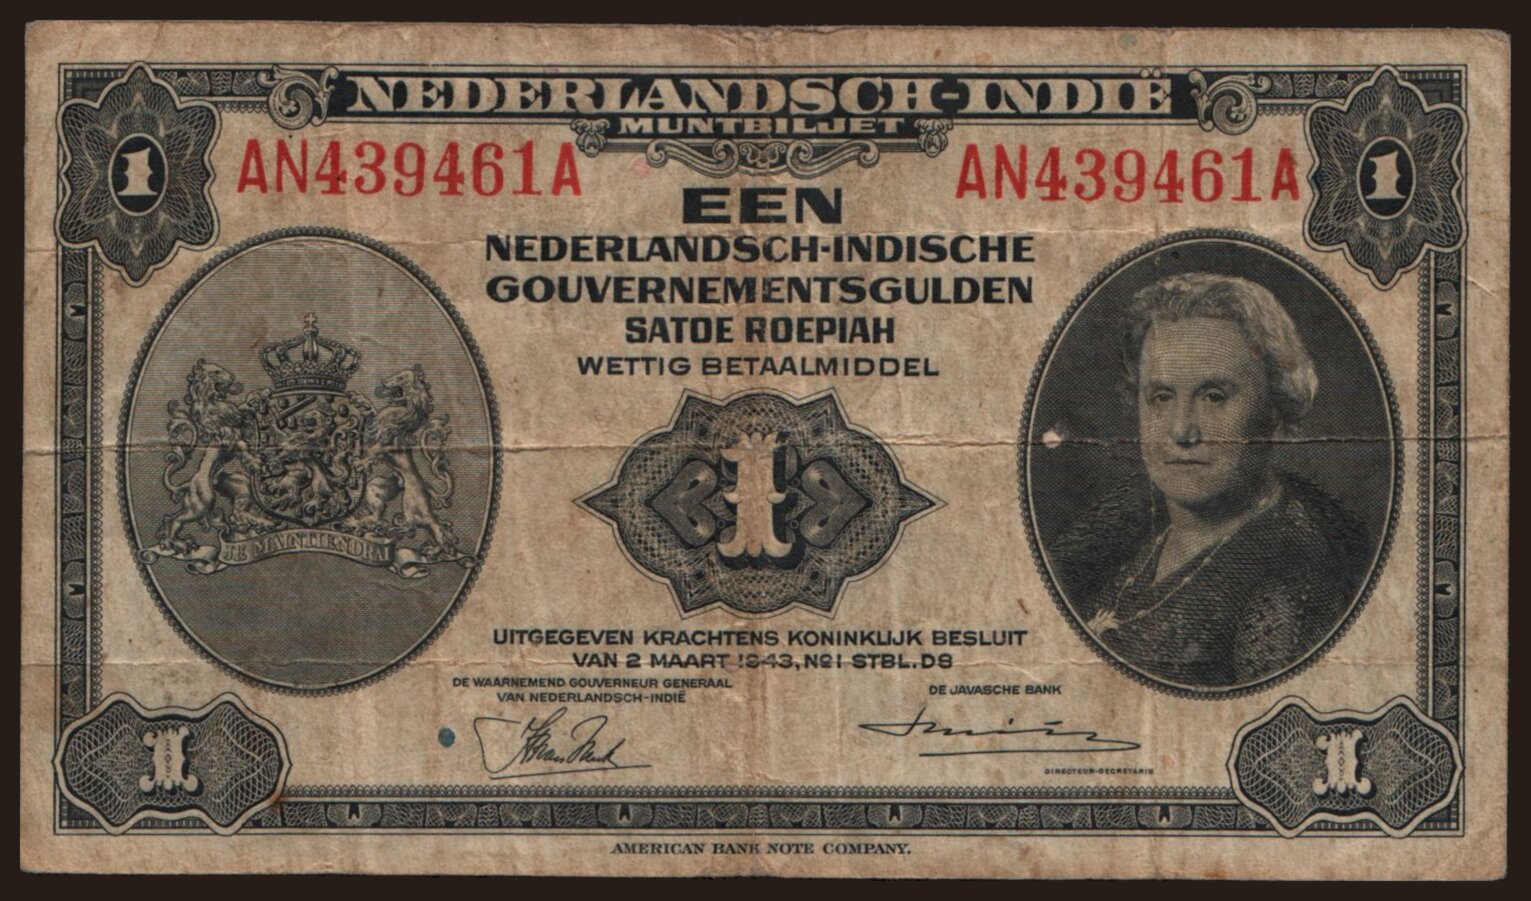 NEDERLANDSCH-INDIË
MUNTBILJET
1
1
AN439461A
AN439461A
EEN
NEDERLANDSCH-INDISCHE
GOUVERNEMENTSGULDEN
SATOE ROEPIAH
WETTIG BETAALMIDDEL
1
JE MAINTIENDRAI
UITGEGEVEN KRACHTENS KONINKLIJK BESLUIT
VAN 2 MAART 1943, No1 STBL. D8
DE WAARNEMEND GOUVERNEUR GENERAAL
VAN NEDERLANDSCH-INDIË
DE JAVASCHE BANK
DIRECTEUR-SECRETARIS
1
1
AMERICAN BANK NOTE COMPANY.